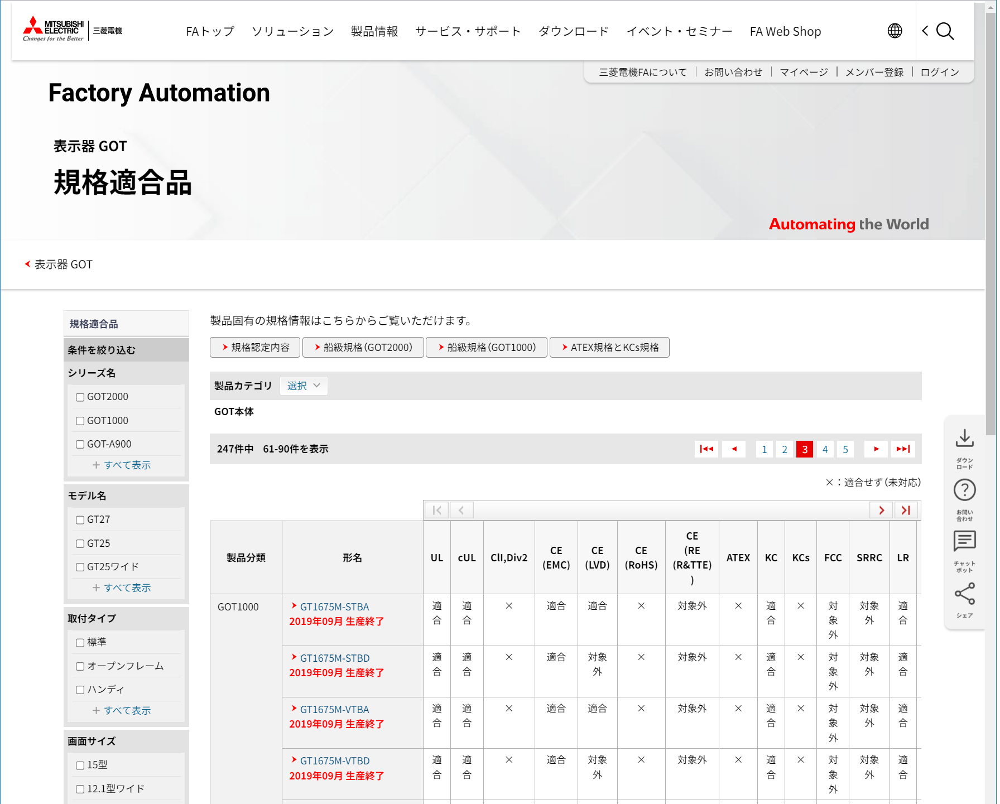 MITSUBISHI ELECTRIC
Changes for the Better
三菱電機
FAトップ ソリューション 製品情報 サービス・サポート ダウンロード イベント・セミナー FA Web Shop
三菱電機FAについて お問い合わせ マイページ メンバー登録 ログイン
Factory Automation
表示器 GOT
規格適合品
Automating the World
表示器 GOT
規格適合品
条件を絞り込む
シリーズ名
GOT2000
GOT1000
GOT-A900
すべて表示
モデル名
GT27
GT25
GT25ワイド
すべて表示
取付タイプ
標準
オープンフレーム
ハンディ
すべて表示
画面サイズ
15型
12.1型ワイド
製品固有の規格情報はこちらからご覧いただけます。
規格認定内容 船級規格（GOT2000） 船級規格（GOT1000） ATEX規格とKCs規格
製品カテゴリ 選択
GOT本体
247件中 61-90件を表示 1 2 3 4 5
×：適合せず（未対応）
製品分類 形名 UL cUL ClI,Div2 CE (EMC) CE (LVD) CE (RoHS) CE (RE (R&TTE) ) ATEX KC KCs FCC SRRC LR
GOT1000 GT1675M-STBA 2019年09月 生産終了 適合 適合 × 適合 適合 × 対象外 × 適合 × 対象外 対象外 適合
GT1675M-STBD 2019年09月 生産終了 適合 適合 × 適合 対象外 × 対象外 × 適合 × 対象外 対象外 適合
GT1675M-VTBA 2019年09月 生産終了 適合 適合 × 適合 適合 × 対象外 × 適合 × 対象外 対象外 適合
GT1675M-VTBD 2019年09月 生産終了 適合 適合 × 適合 対象外 × 対象外 × 適合 × 対象外 対象外 適合
ダウンロード
お問い合わせ
チャットボット
シェア